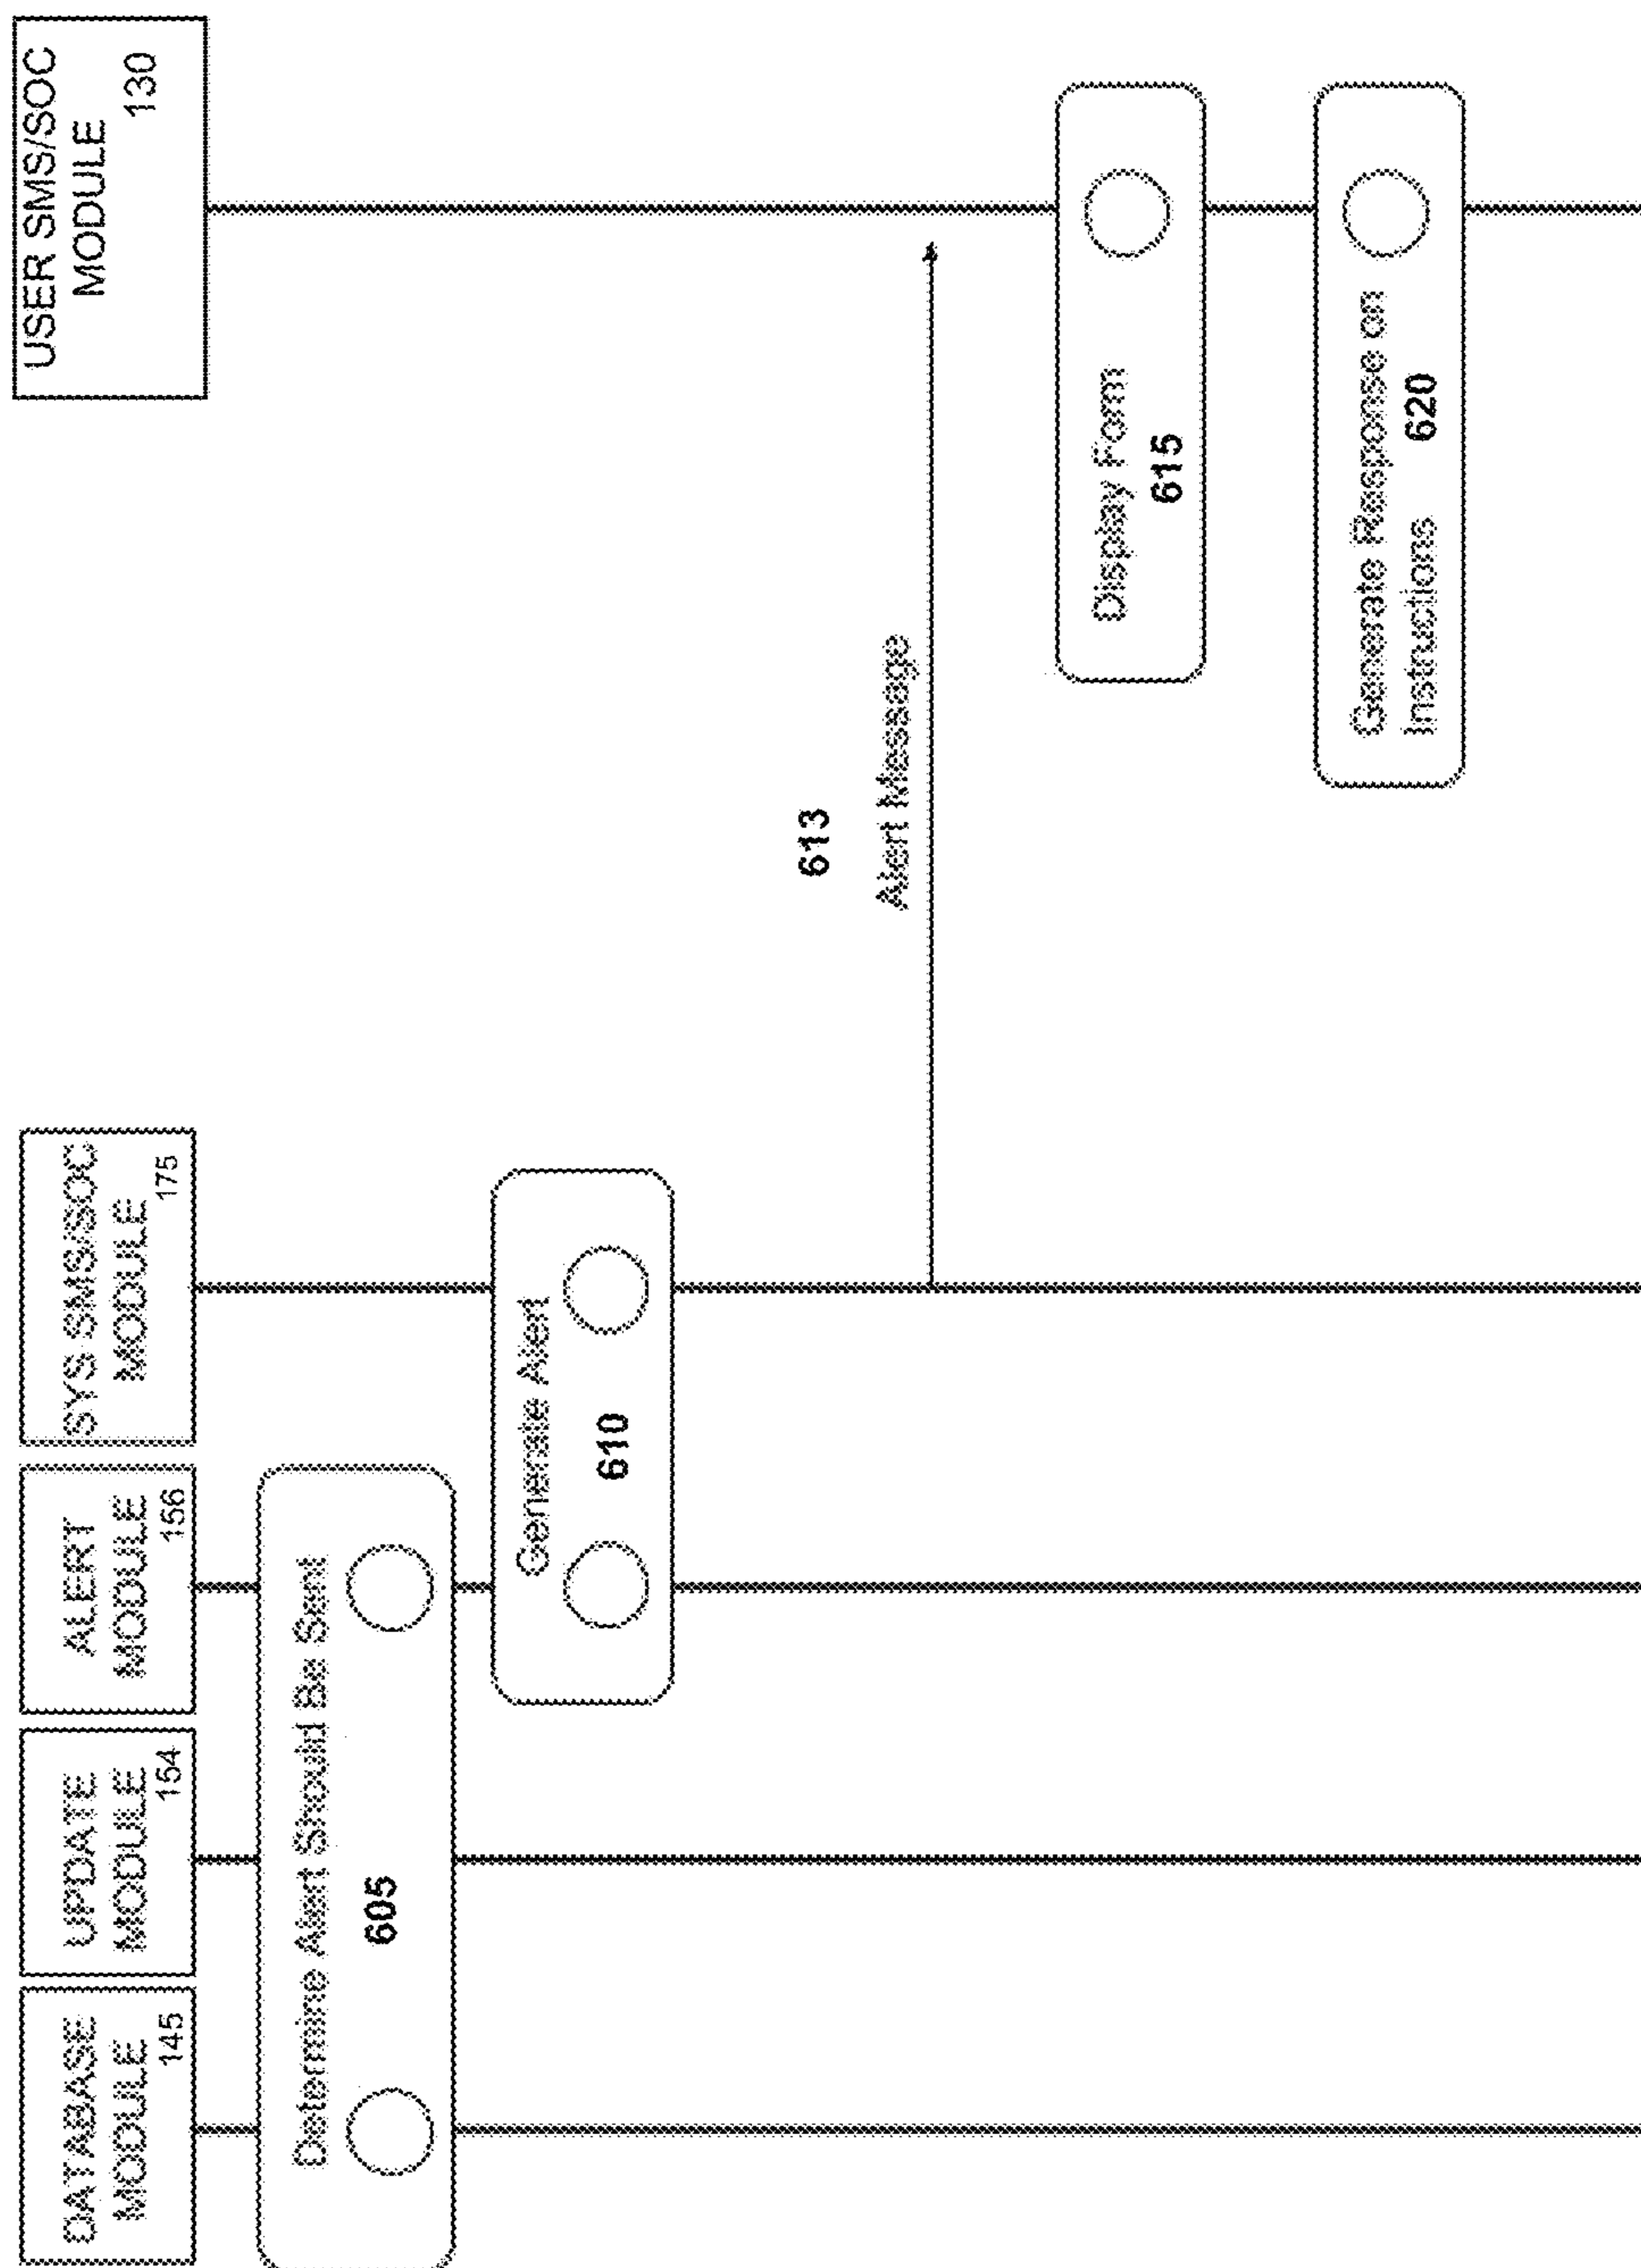 DATABASE
MODULE
145
UPDATE
MODULE
154
ALERT
MODULE
156
SYS SMS/SOC
MODULE
175
USER SMS/SOC
MODULE
130
Determine Alert Should Be Sent
605
Generate Alert
610
613
Alert Message
Display Form
615
Generate Response on
Instructions 620